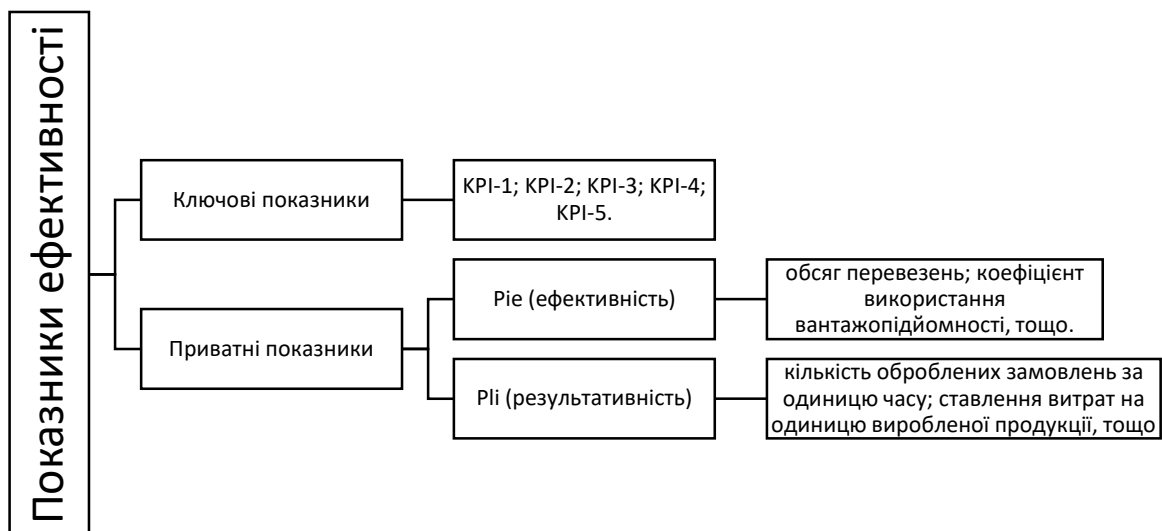 Показники ефективності
Ключові показники
KPI-1; KPI-2; KPI-3; KPI-4;
KPI-5.
Приватні показники
Pie (ефективність)
обсяг перевезень; коефіцієнт
використання
вантажопідйомності, тощо.
Pli (результативність)
кількість оброблених замовлень за
одиницю часу; ставлення витрат на
одиницю виробленої продукції, тощо